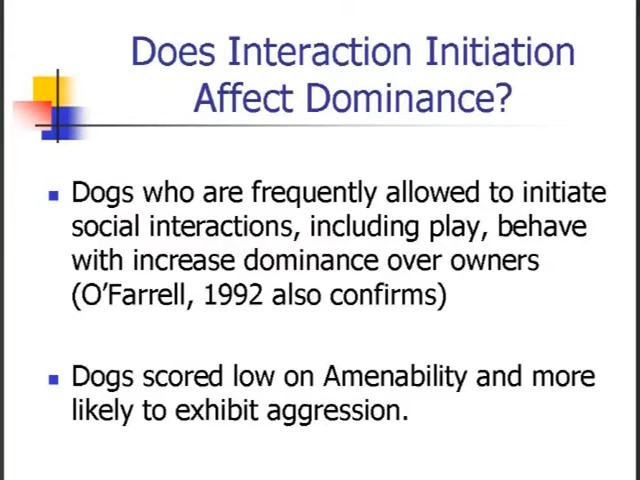 Does Interaction Initiation
Affect Dominance?
Dogs who are frequently allowed to initiate
social interactions, including play, behave
with increase dominance over owners
(O'Farrell, 1992 also confirms)
Dogs scored low on Amenability and more
likely to exhibit aggression.